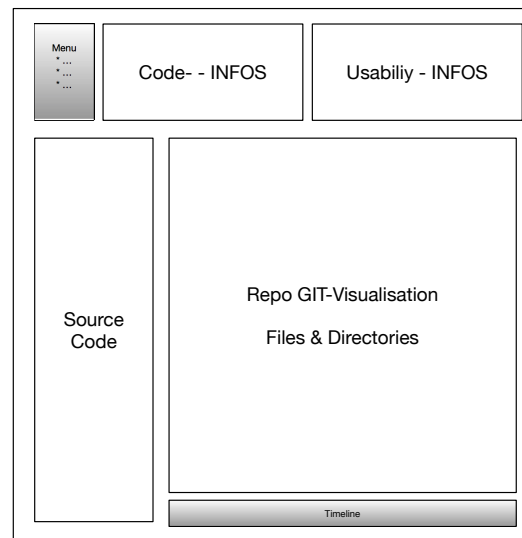 Menu
* ...
* ...
* ...
Code- - INFOS
Usabiliy - INFOS
Source
Code
Repo GIT-Visualisation
Files & Directories
Timeline